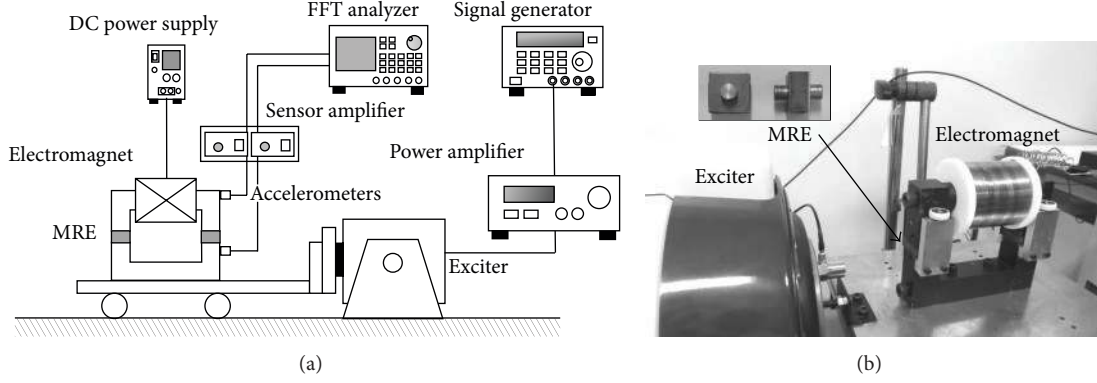 FFT analyzer
Signal generator
DC power supply
Sensor amplifier
Electromagnet
Power amplifier
Accelerometers
MRE
Exciter
(a)
MRE
Electromagnet
Exciter
(b)